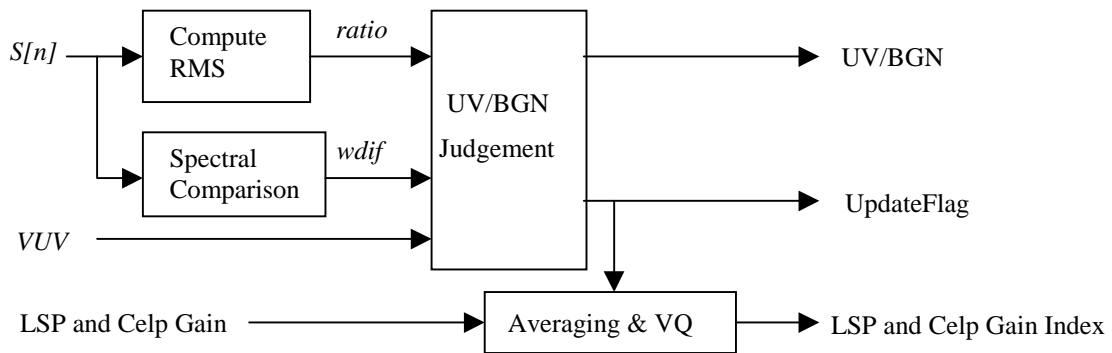 S[n]
Compute
RMS
ratio
UV/BGN
Judgement
UV/BGN
Spectral
Comparison
wdif
UpdateFlag
VUV
LSP and Celp Gain
Averaging & VQ
LSP and Celp Gain Index